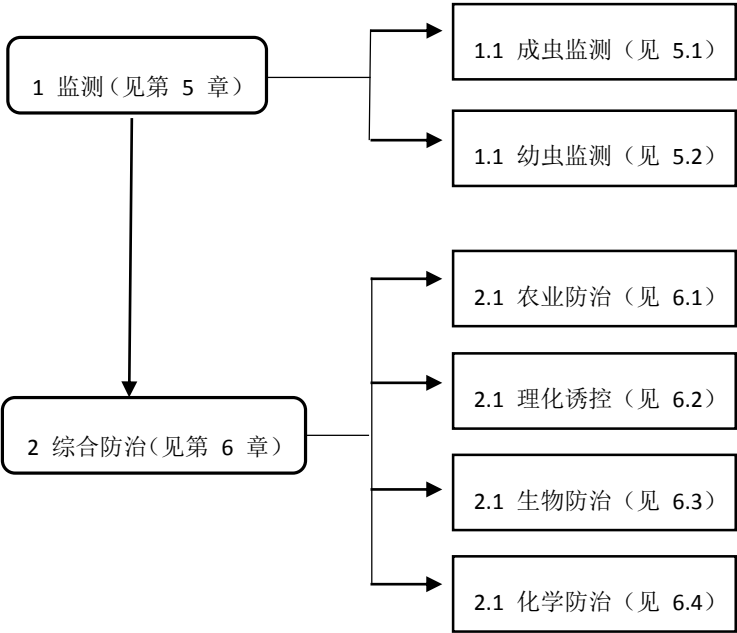 1.1 成虫监测（见 5.1）
1 监测（见第 5 章）
1.1 幼虫监测（见 5.2）
2.1 农业防治（见 6.1）
2.1 理化诱控（见 6.2）
2 综合防治（见第 6 章）
2.1 生物防治（见 6.3）
2.1 化学防治（见 6.4）